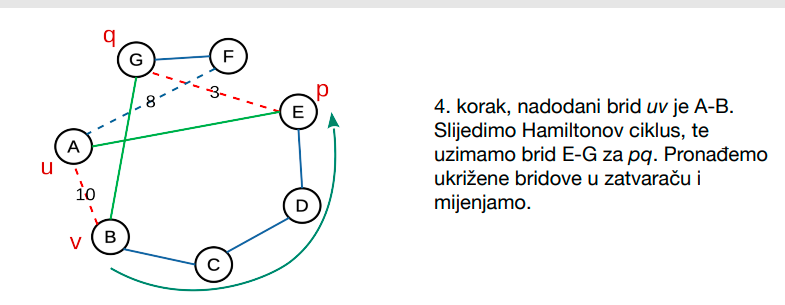 q
G
F
8
3
p
E
A
u
10
v
B
D
C
4. korak, nadodani brid uv je A-B.
Slijedimo Hamiltonov ciklus, te
uzimamo brid E-G za pq. Pronađemo
ukrižene bridove u zatvaraču i
mijenjamo.